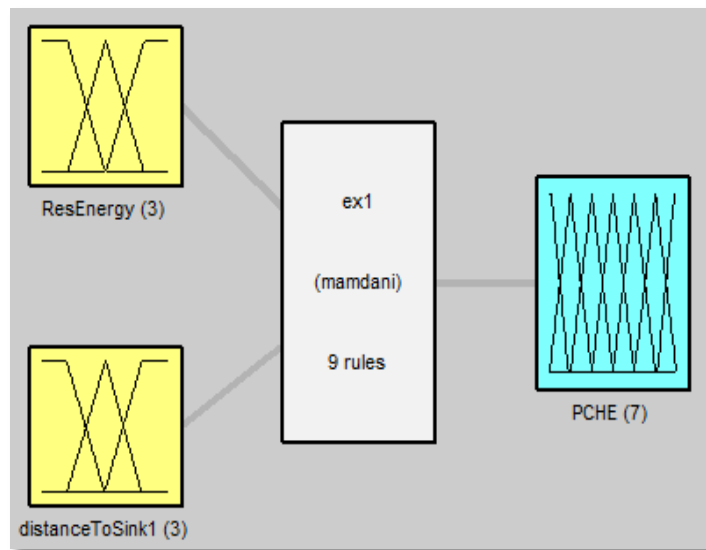 ResEnergy (3)
ex1
(mamdani)
9 rules
PCHE (7)
distanceToSink1 (3)